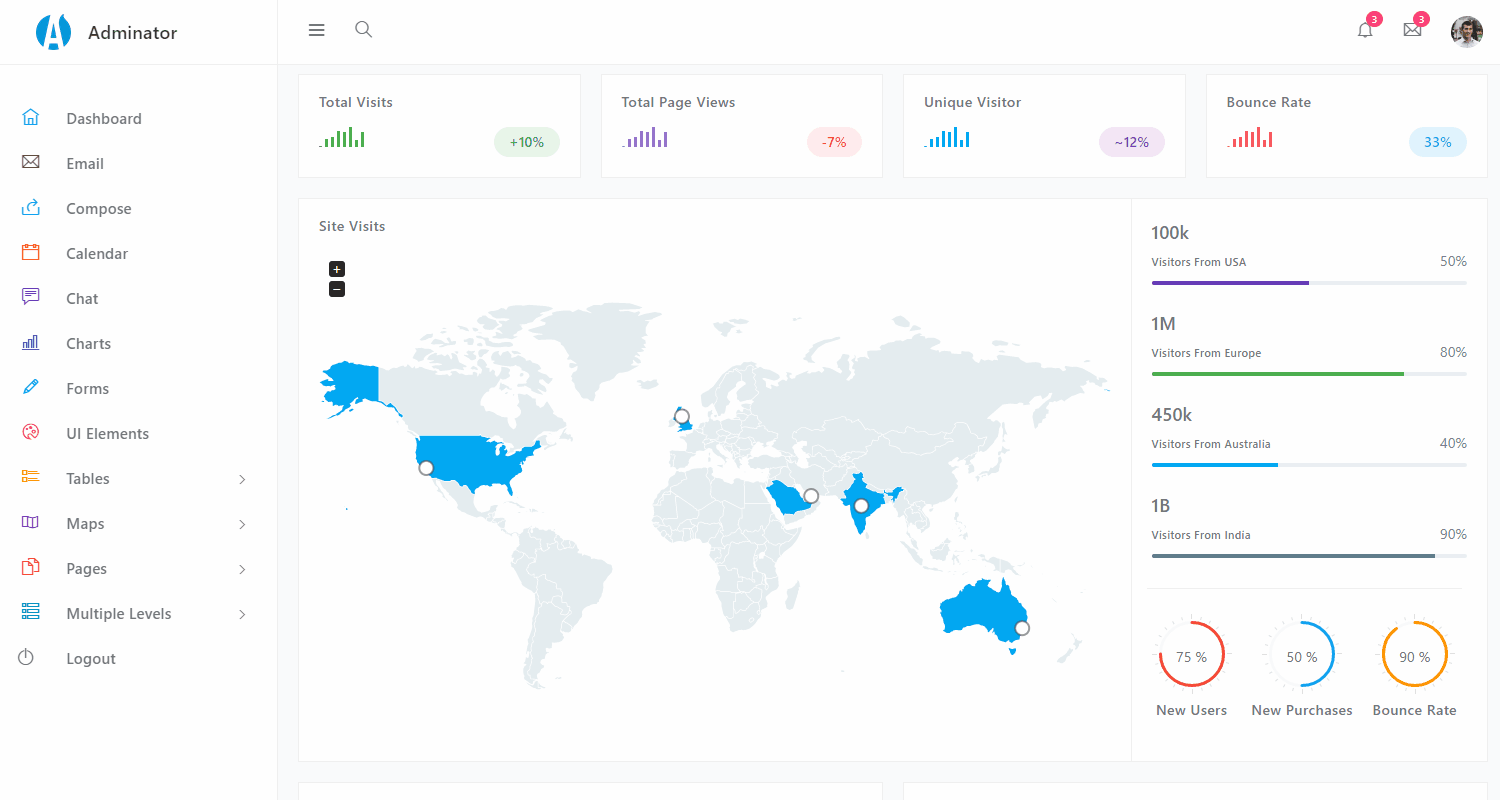 Adminator
3
3
Dashboard
Email
Compose
Calendar
Chat
Charts
Forms
UI Elements
Tables
Maps
Pages
Multiple Levels
Logout
Total Visits
+10%
Total Page Views
-7%
Unique Visitor
~12%
Bounce Rate
33%
Site Visits
+
−
100k
Visitors From USA
50%
1M
Visitors From Europe
80%
450k
Visitors From Australia
40%
1B
Visitors From India
90%
75 %
50 %
90 %
New Users
New Purchases
Bounce Rate